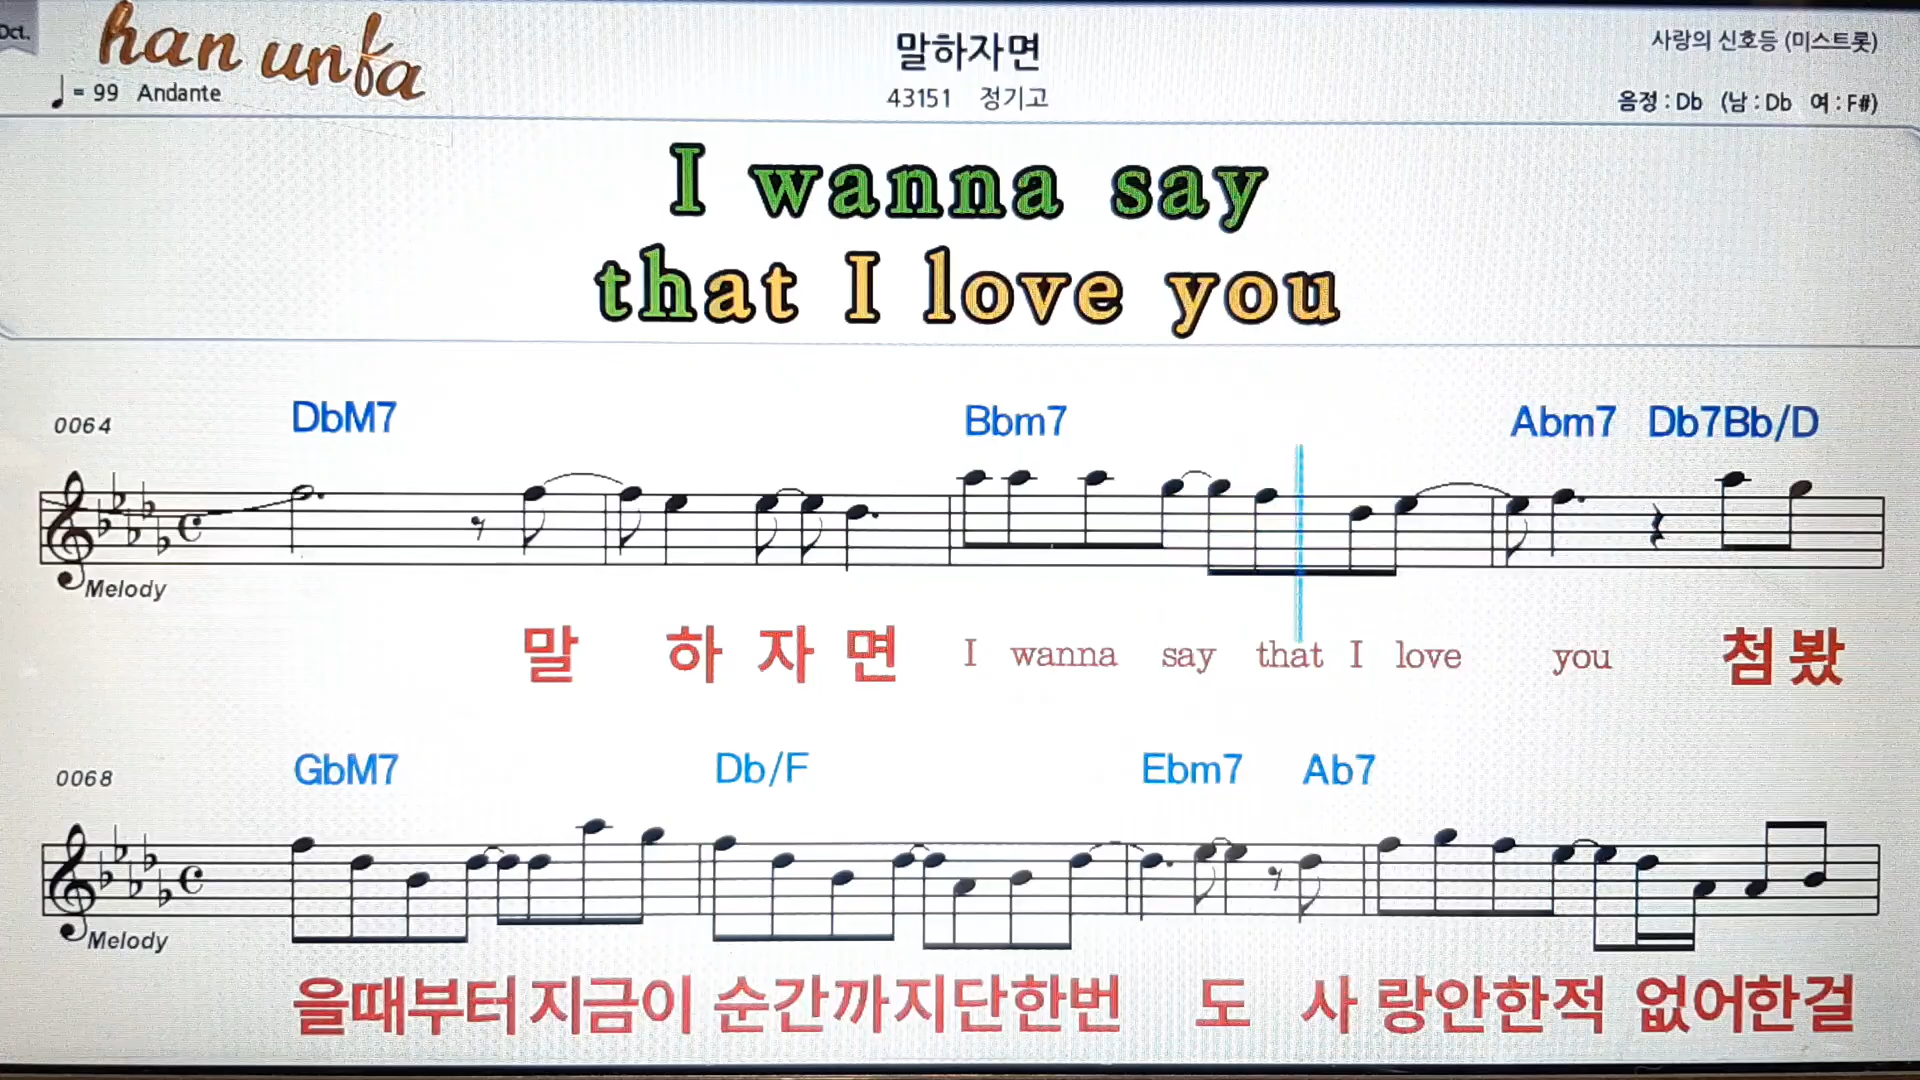 Oct.
han unfa
= 99 Andante
말하자면
43151 정기고
사랑의 신호등 (미스트롯)
음정 : Db (남 : Db 여 : F#)
I wanna say
that I love you
0064 DbM7 Bbm7 Abm7 Db7Bb/D
Melody
말 하 자 면 I wanna say that I love you 첨 봤
0068 GbM7 Db/F Ebm7 Ab7
Melody
을때부터 지금이 순간까지단한번 도 사 랑안한적 없어한걸